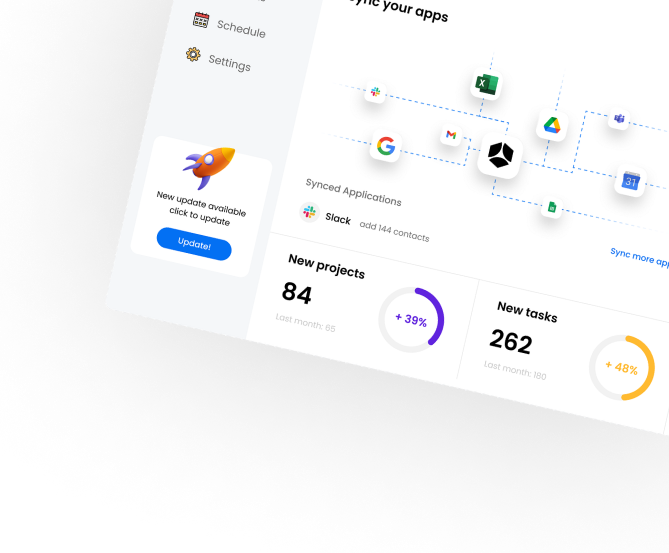 Sync your apps
Schedule
Settings
31
New update available
click to update
Update!
Synced Applications
Slack add 144 contacts
Sync more app
New projects
84
+ 39%
Last month: 65
New tasks
262
+ 48%
Last month: 180